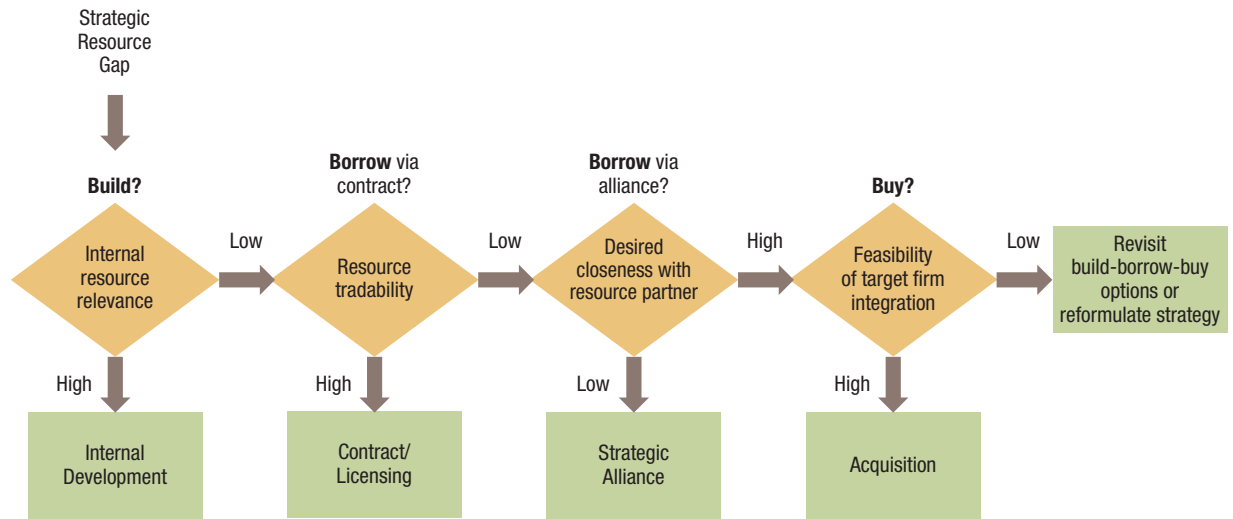 Strategic
Resource
Gap
Build?
Internal
resource
relevance
Low
High
Internal
Development
Borrow via
contract?
Resource
tradability
Low
High
Contract/
Licensing
Borrow via
alliance?
Desired
closeness with
resource partner
High
Low
Strategic
Alliance
Buy?
Feasibility
of target firm
integration
Low
High
Acquisition
Revisit
build-borrow-buy
options or
reformulate strategy